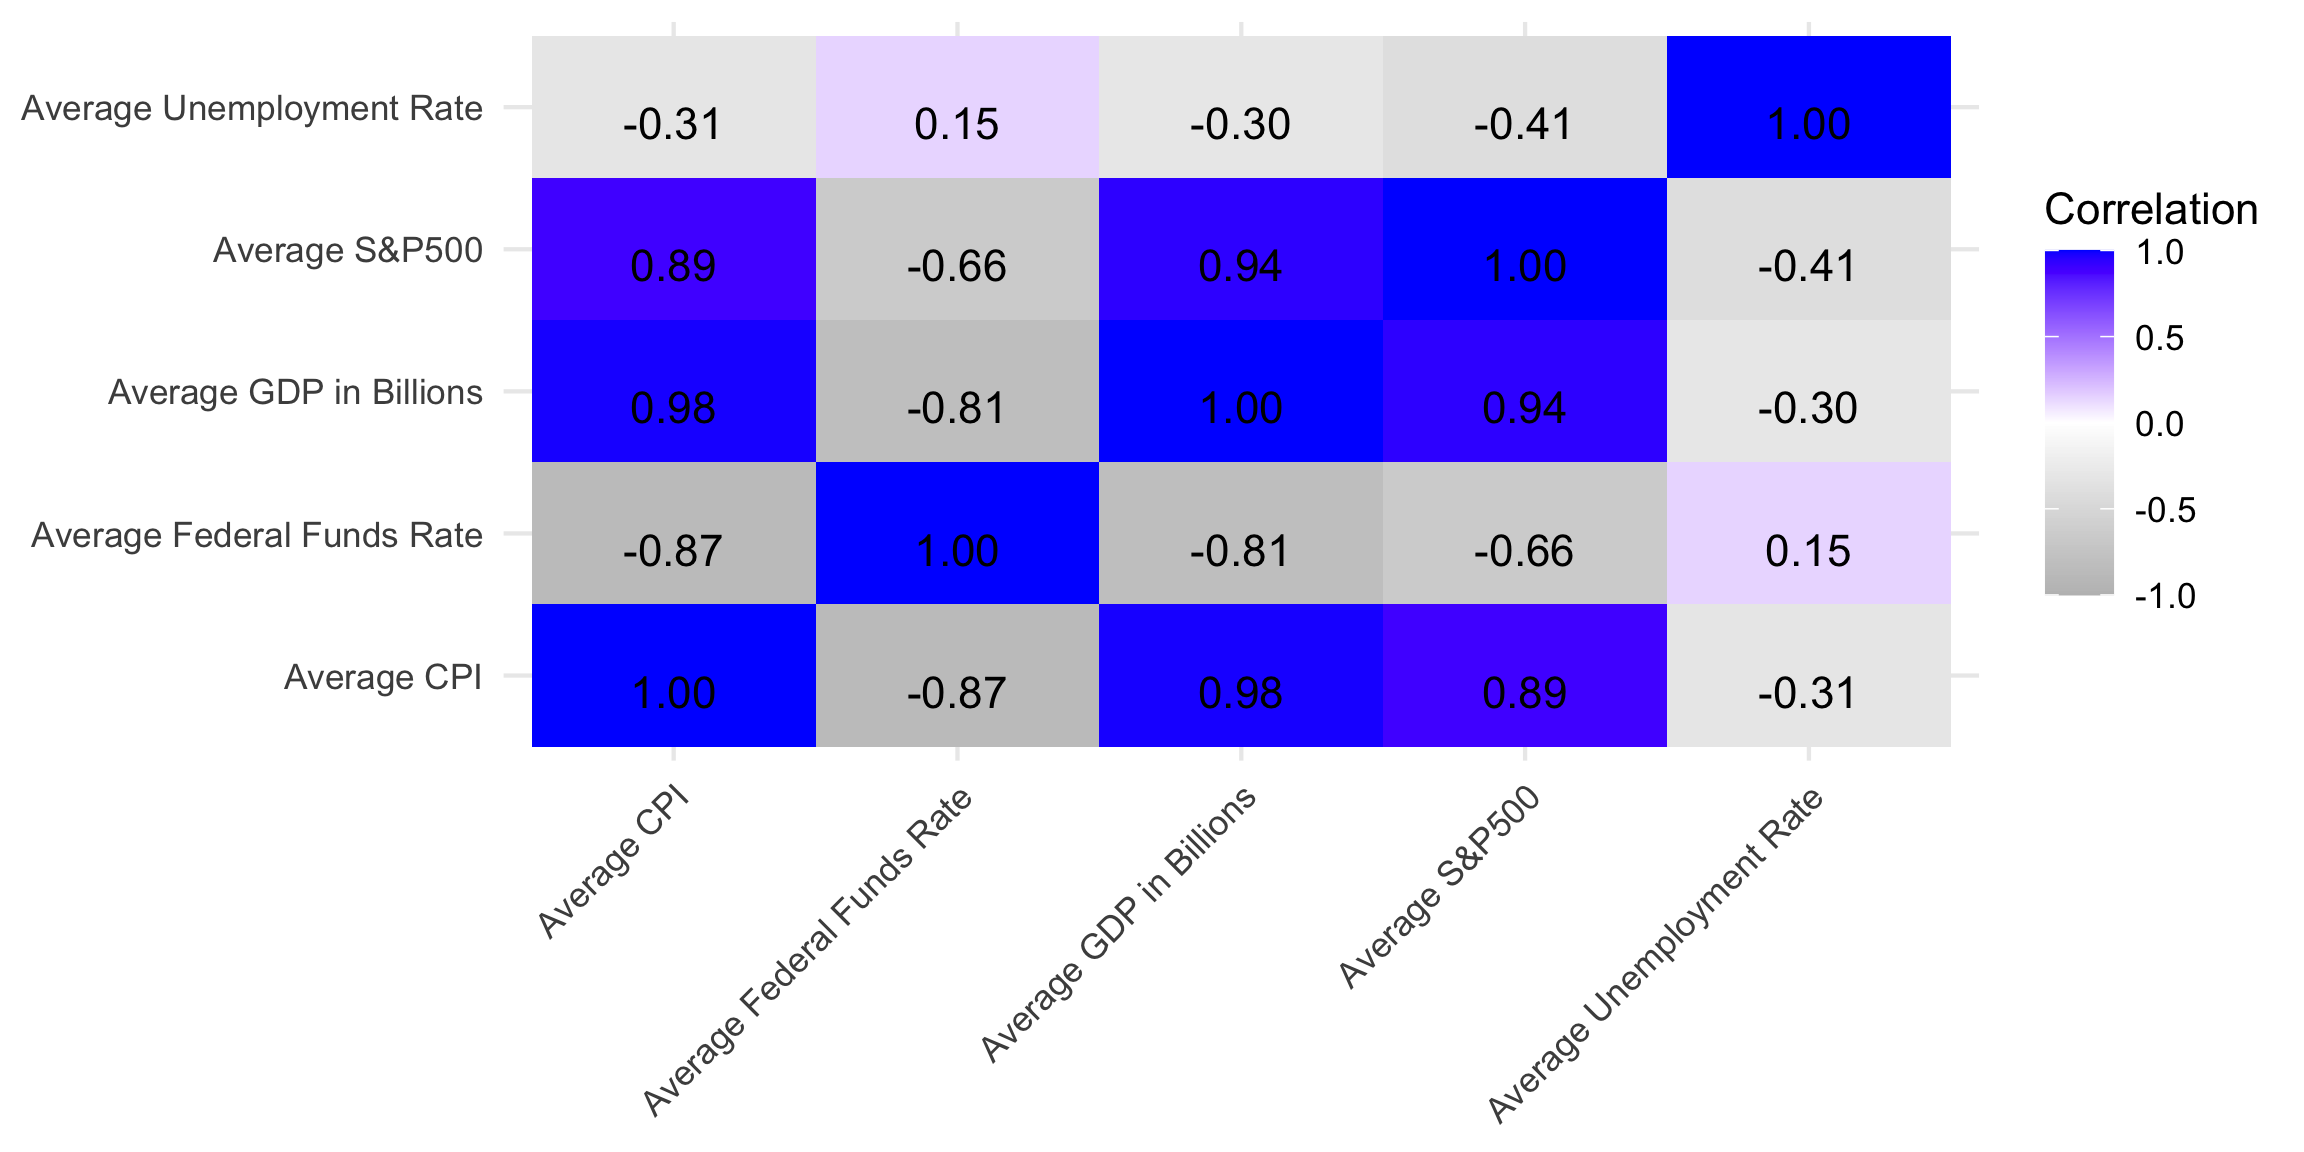 Average Unemployment Rate
-0.31 0.15 -0.30 -0.41 1.00
Average S&P500
0.89 -0.66 0.94 1.00 -0.41
Average GDP in Billions
0.98 -0.81 1.00 0.94 -0.30
Average Federal Funds Rate
-0.87 1.00 -0.81 -0.66 0.15
Average CPI
1.00 -0.87 0.98 0.89 -0.31
Average CPI
Average Federal Funds Rate
Average GDP in Billions
Average S&P500
Average Unemployment Rate
Correlation
1.0
0.5
0.0
-0.5
-1.0